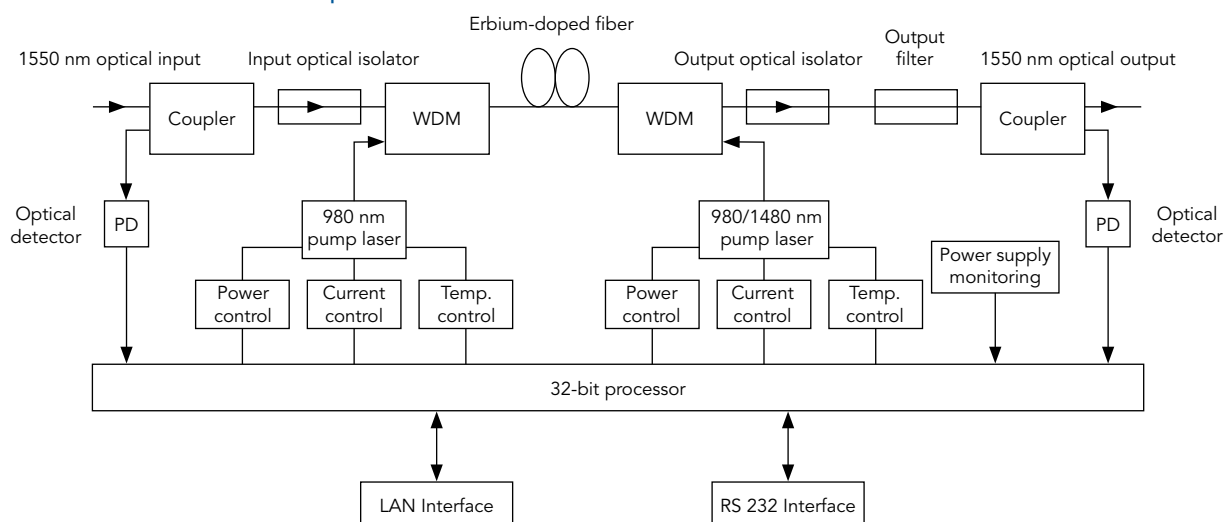 Erbium-doped fiber
1550 nm optical input
Input optical isolator
Output optical isolator
Output
filter
1550 nm optical output
Coupler
WDM
WDM
Coupler
Optical
detector
PD
980 nm
pump laser
980/1480 nm
pump laser
PD
Optical
detector
Power
control
Current
control
Temp.
control
Power
control
Current
control
Temp.
control
Power supply
monitoring
32-bit processor
LAN Interface
RS 232 Interface